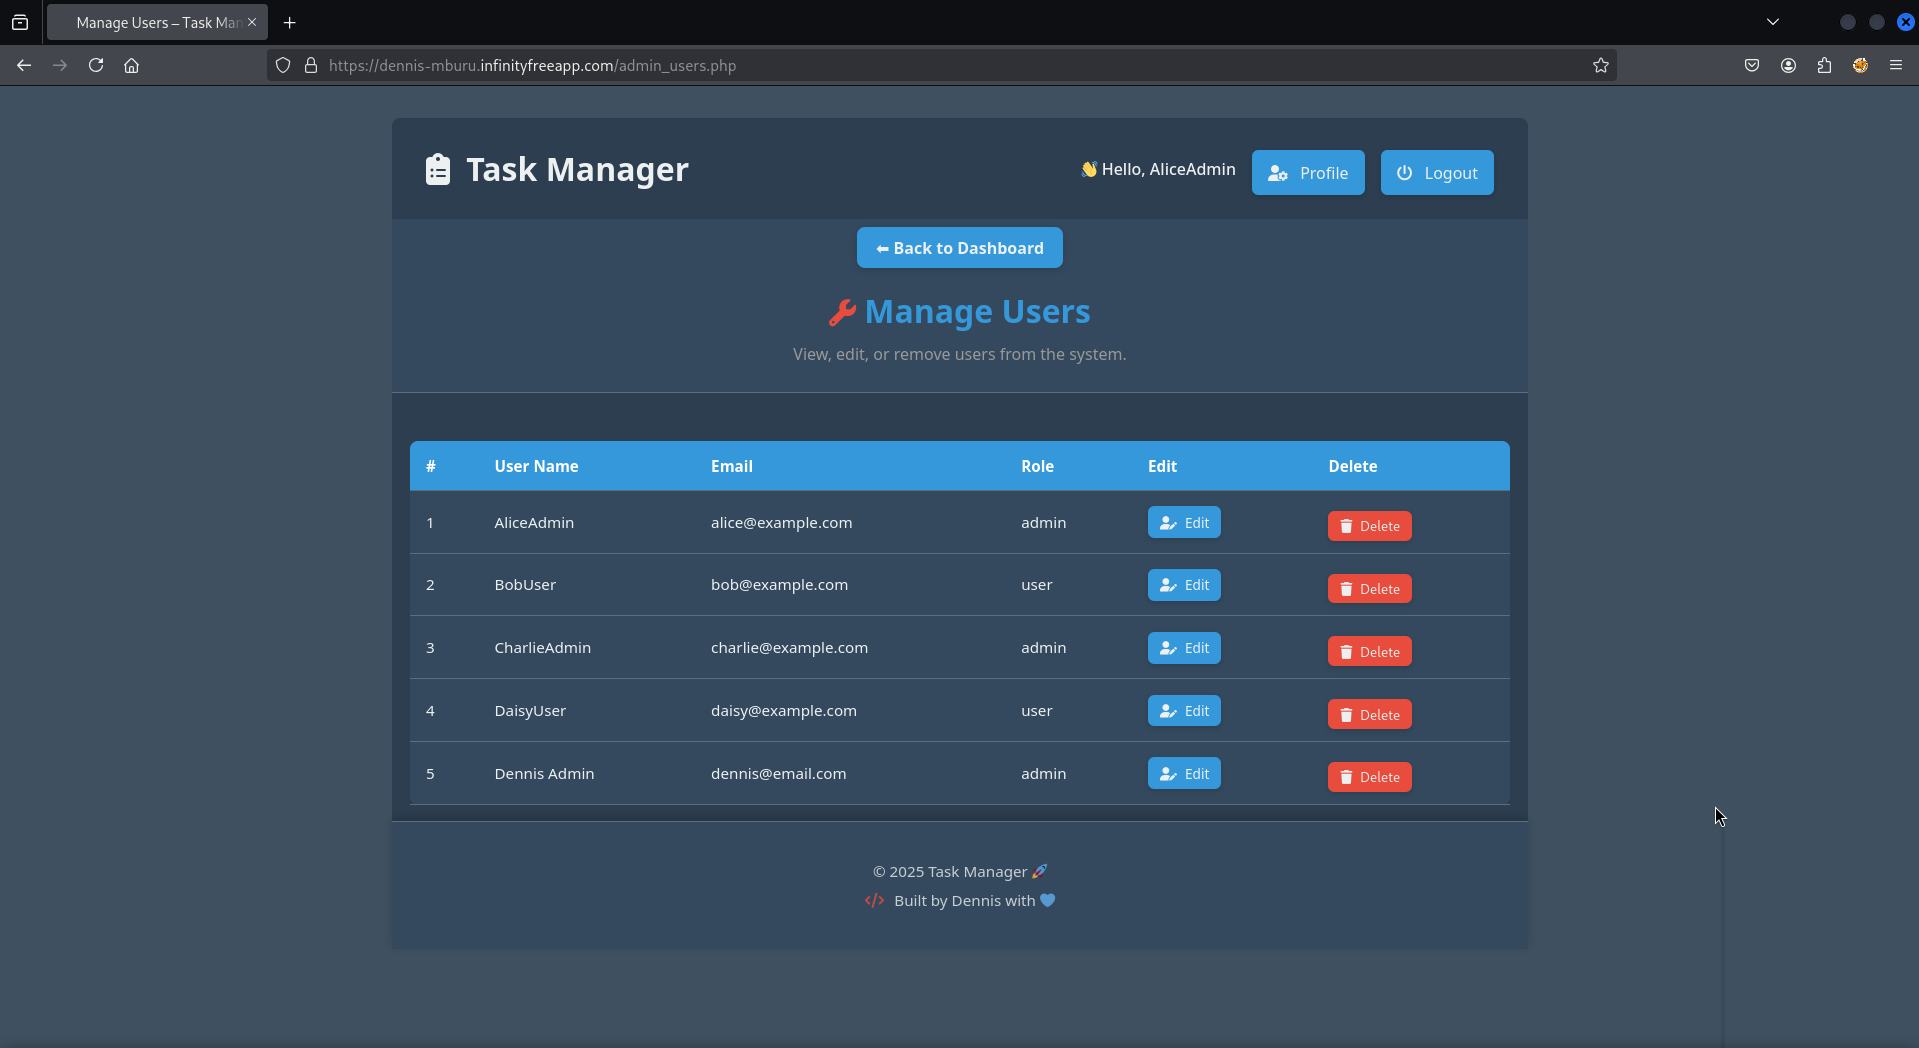 Manage Users – Task Man
https://dennis-mburu.infinityfreeapp.com/admin_users.php
Task Manager
👋 Hello, AliceAdmin
Profile
Logout
⬅ Back to Dashboard
Manage Users
View, edit, or remove users from the system.
# User Name Email Role Edit Delete
1 AliceAdmin alice@example.com admin Edit Delete
2 BobUser bob@example.com user Edit Delete
3 CharlieAdmin charlie@example.com admin Edit Delete
4 DaisyUser daisy@example.com user Edit Delete
5 Dennis Admin dennis@email.com admin Edit Delete
© 2025 Task Manager 🚀
</> Built by Dennis with 💙